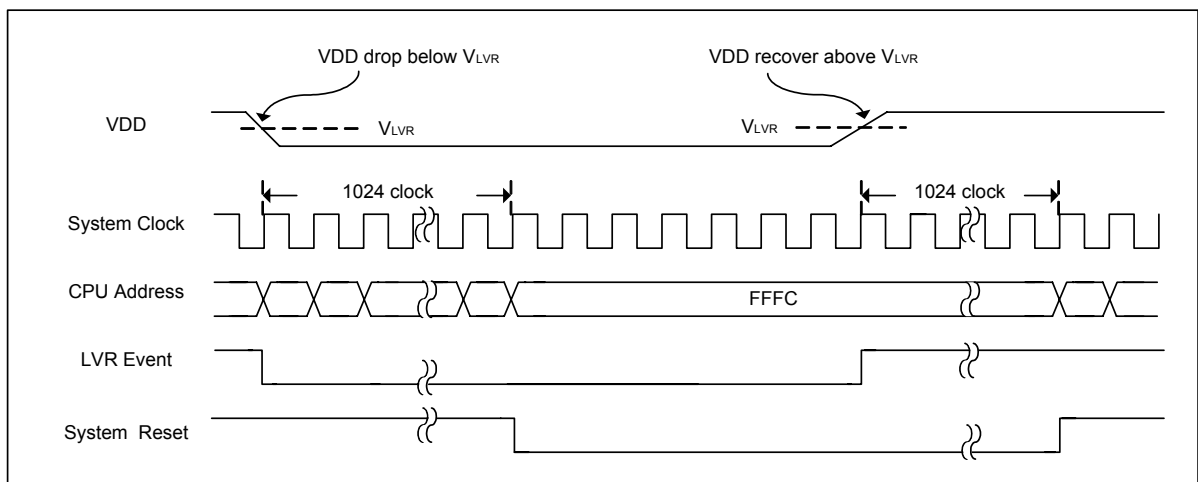 VDD drop below VLVR
VDD recover above VLVR
VDD
VLVR
VLVR
1024 clock
1024 clock
System Clock
CPU Address
FFFC
LVR Event
System Reset